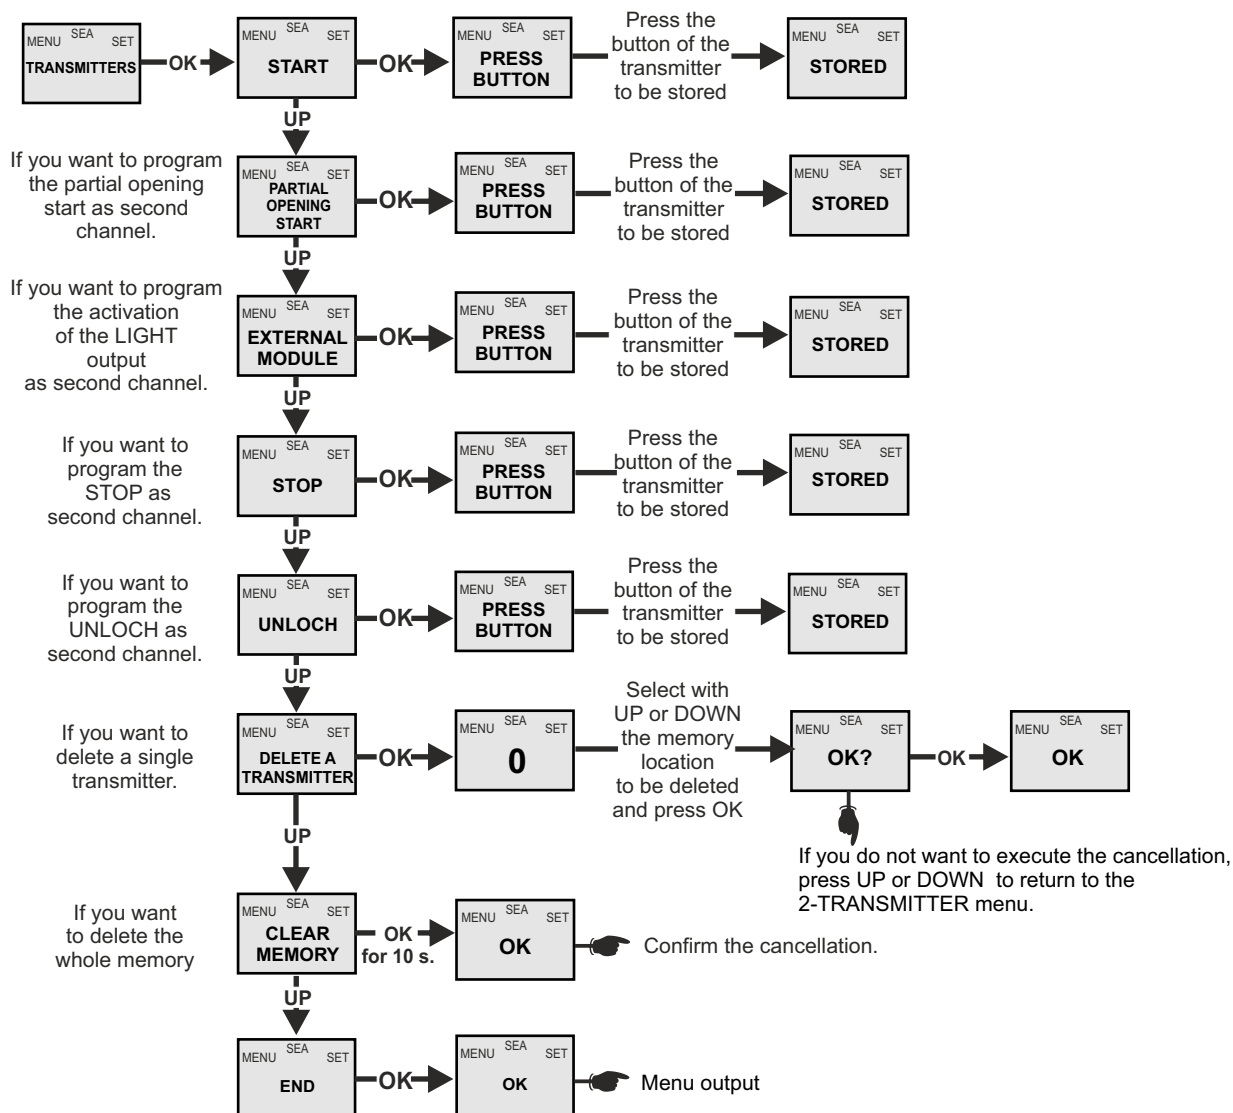 MENU SEA SET
TRANSMITTERS
OK
MENU SEA SET
START
OK
MENU SEA SET
PRESS
BUTTON
Press the
button of the
transmitter
to be stored
MENU SEA SET
STORED
UP
If you want to program
the partial opening
start as second
channel.
MENU SEA SET
PARTIAL
OPENING
START
OK
MENU SEA SET
PRESS
BUTTON
Press the
button of the
transmitter
to be stored
MENU SEA SET
STORED
UP
If you want to program
the activation
of the LIGHT
output
as second channel.
MENU SEA SET
EXTERNAL
MODULE
OK
MENU SEA SET
PRESS
BUTTON
Press the
button of the
transmitter
to be stored
MENU SEA SET
STORED
UP
If you want to
program the
STOP as
second channel.
MENU SEA SET
STOP
OK
MENU SEA SET
PRESS
BUTTON
Press the
button of the
transmitter
to be stored
MENU SEA SET
STORED
UP
If you want to
program the
UNLOCH as
second channel.
MENU SEA SET
UNLOCH
OK
MENU SEA SET
PRESS
BUTTON
Press the
button of the
transmitter
to be stored
MENU SEA SET
STORED
UP
If you want to
delete a single
transmitter.
MENU SEA SET
DELETE A
TRANSMITTER
OK
MENU SEA SET
0
Select with
UP or DOWN
the memory
location
to be deleted
and press OK
MENU SEA SET
OK?
OK
MENU SEA SET
OK
If you do not want to execute the cancellation,
press UP or DOWN to return to the
2-TRANSMITTER menu.
UP
If you want
to delete the
whole memory
MENU SEA SET
CLEAR
MEMORY
OK
for 10 s.
MENU SEA SET
OK
Confirm the cancellation.
UP
MENU SEA SET
END
OK
MENU SEA SET
OK
Menu output